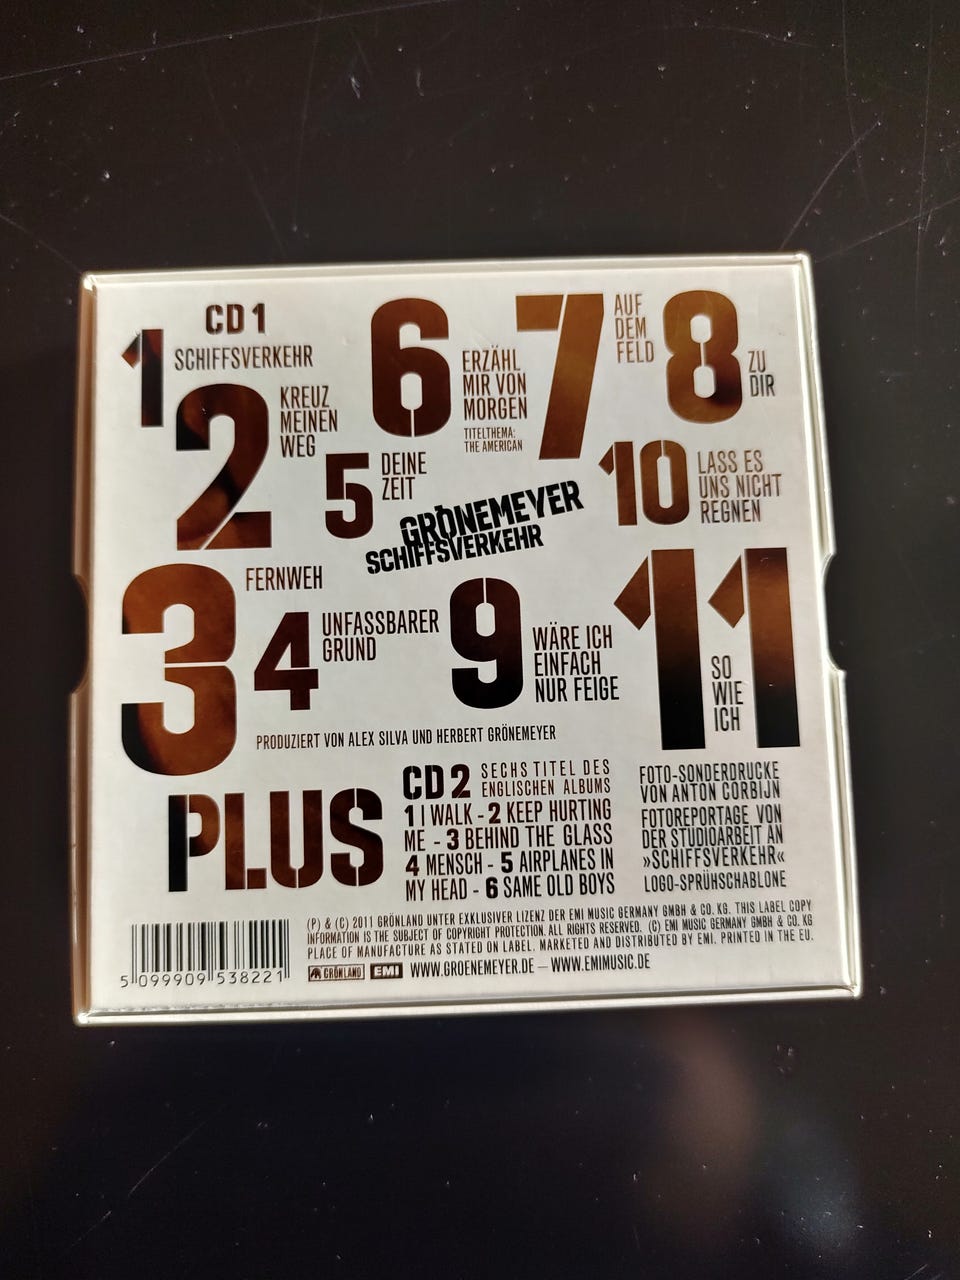 CD 1
1 SCHIFFSVERKEHR
2 KREUZ
MEINEN
WEG
3 FERNWEH
4 UNFASSBARER
GRUND
5 DEINE
ZEIT
6 ERZÄHL
MIR VON
MORGEN
TITELTHEMA:
THE AMERICAN
7 AUF
DEM
FELD
8 ZU
DIR
GRÖNEMEYER
SCHIFFSVERKEHR
9 WÄRE ICH
EINFACH
NUR FEIGE
10 LASS ES
UNS NICHT
REGNEN
11 SO
WIE
ICH
PRODUZIERT VON ALEX SILVA UND HERBERT GRÖNEMEYER
PLUS
CD 2 SECHS TITEL DES
ENGLISCHEN ALBUMS
1 I WALK - 2 KEEP HURTING
ME - 3 BEHIND THE GLASS
4 MENSCH - 5 AIRPLANES IN
MY HEAD - 6 SAME OLD BOYS
FOTO-SONDERDRUCKE
VON ANTON CORBIJN
FOTOREPORTAGE VON
DER STUDIOARBEIT AN
»SCHIFFSVERKEHR«
LOGO-SPRÜHSCHABLONE
5 099909 538221
(P) & (C) 2011 GRÖNLAND UNTER EXKLUSIVER LIZENZ DER EMI MUSIC GERMANY GMBH & CO. KG. THIS LABEL COPY
INFORMATION IS THE SUBJECT OF COPYRIGHT PROTECTION. ALL RIGHTS RESERVED. (C) EMI MUSIC GERMANY GMBH & CO. KG
PLACE OF MANUFACTURE AS STATED ON LABEL. MARKETED AND DISTRIBUTED BY EMI. PRINTED IN THE EU.
GRÖNLAND EMI WWW.GROENEMEYER.DE – WWW.EMIMUSIC.DE